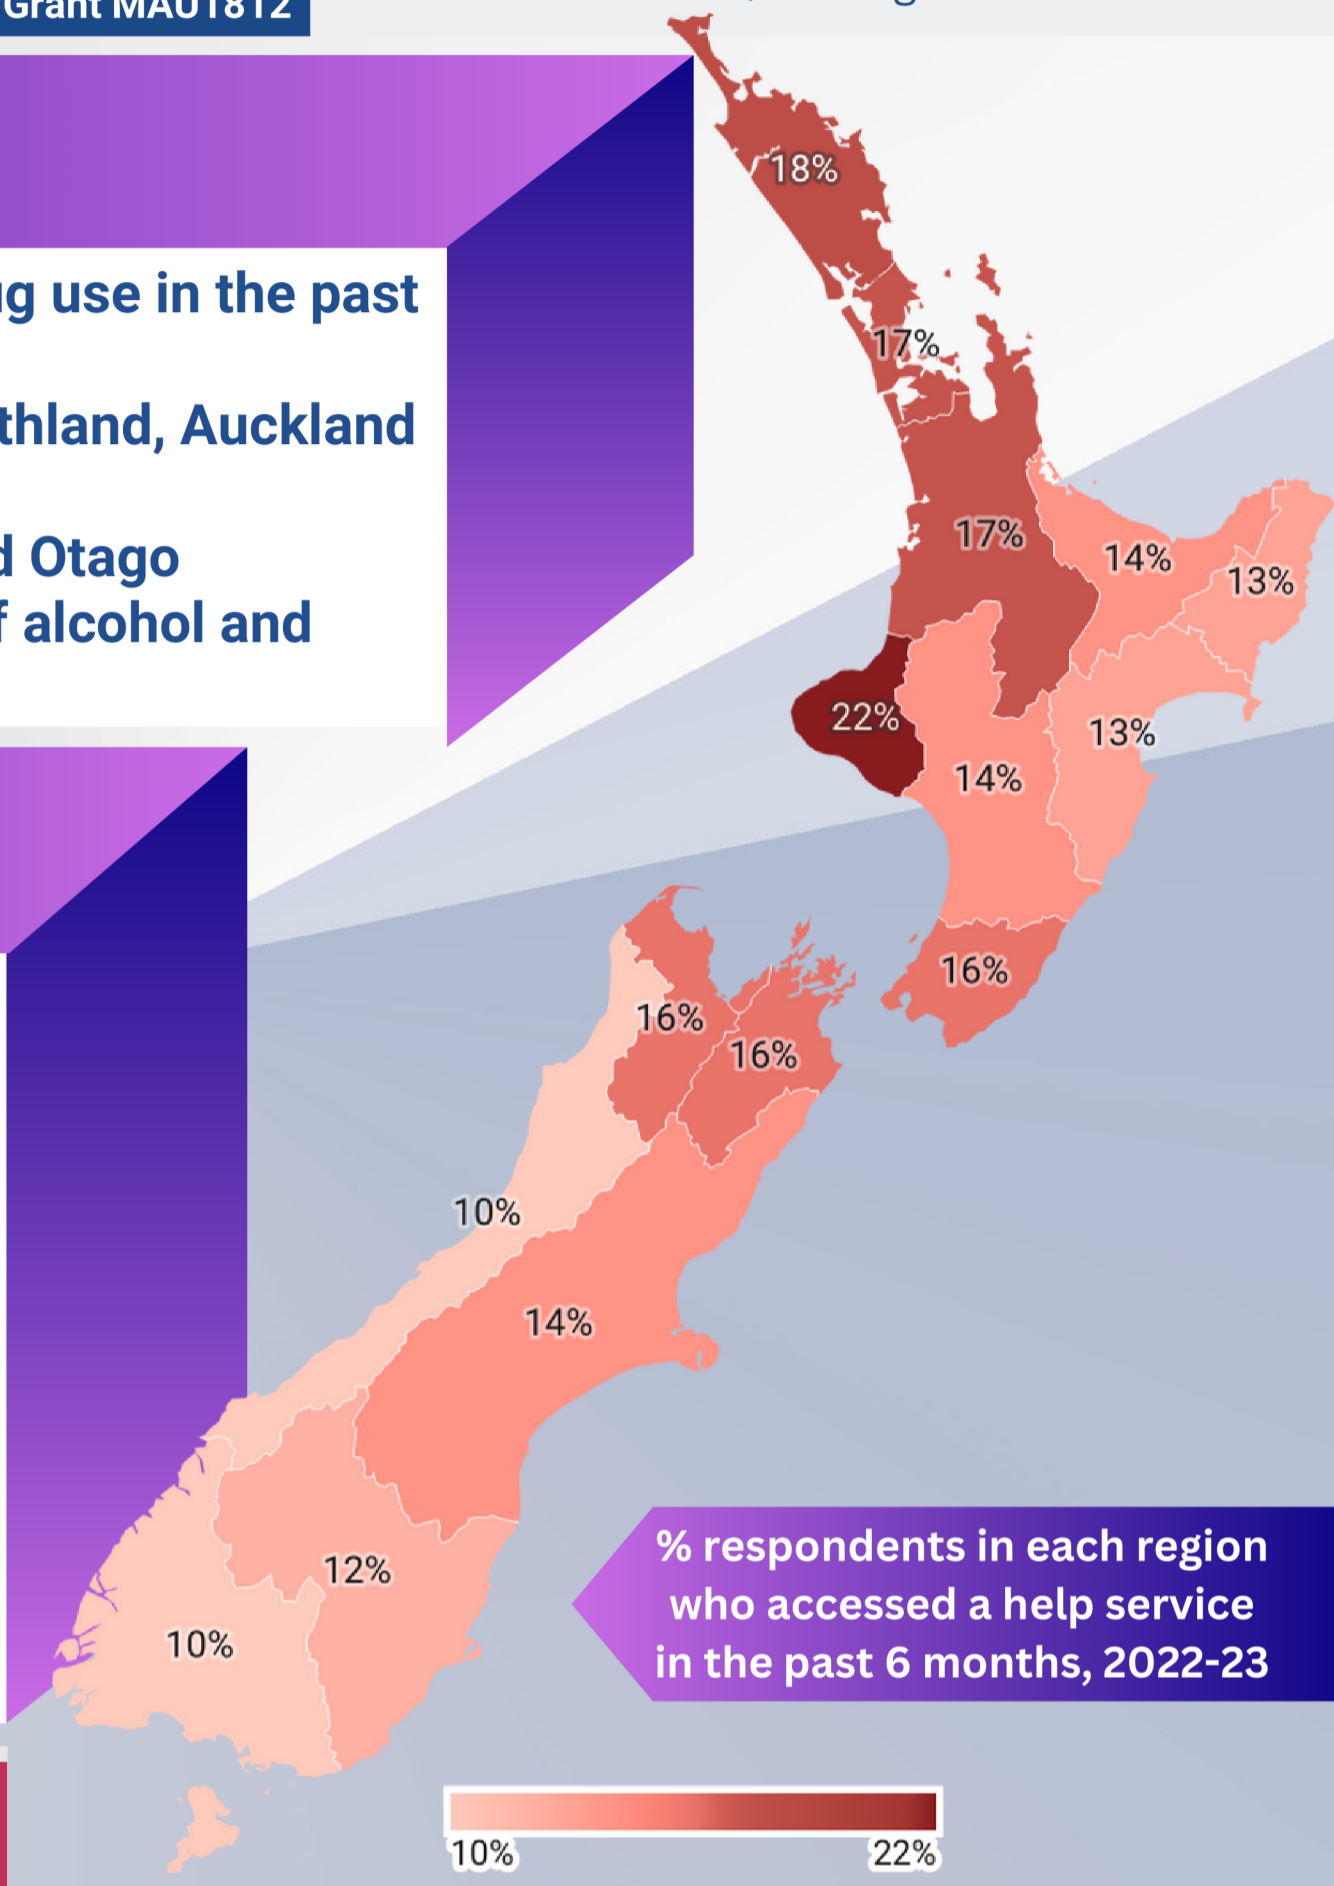 Grant MAU1812
use in the past
Auckland
Otago
alcohol and
18%
17%
17%
14%
13%
22%
13%
14%
16%
16%
16%
10%
14%
12%
10%
% respondents in each region
who accessed a help service
in the past 6 months, 2022-23
10%
22%